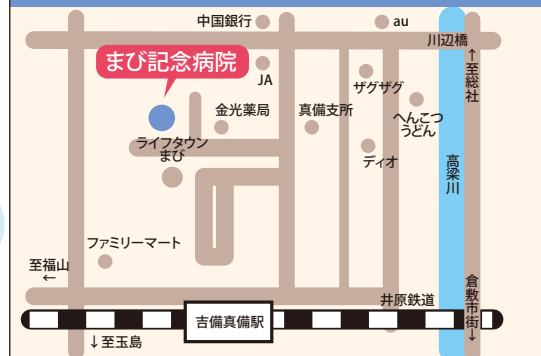 中国銀行
au
川辺橋
まび記念病院
JA
ザグザグ
↑至総社
金光薬局
真備支所
へんこつ
うどん
ライフタウン
まび
ディオ
高梁川
ファミリーマート
至福山
←
井原鉄道
倉敷市街→
吉備真備駅
↓至玉島